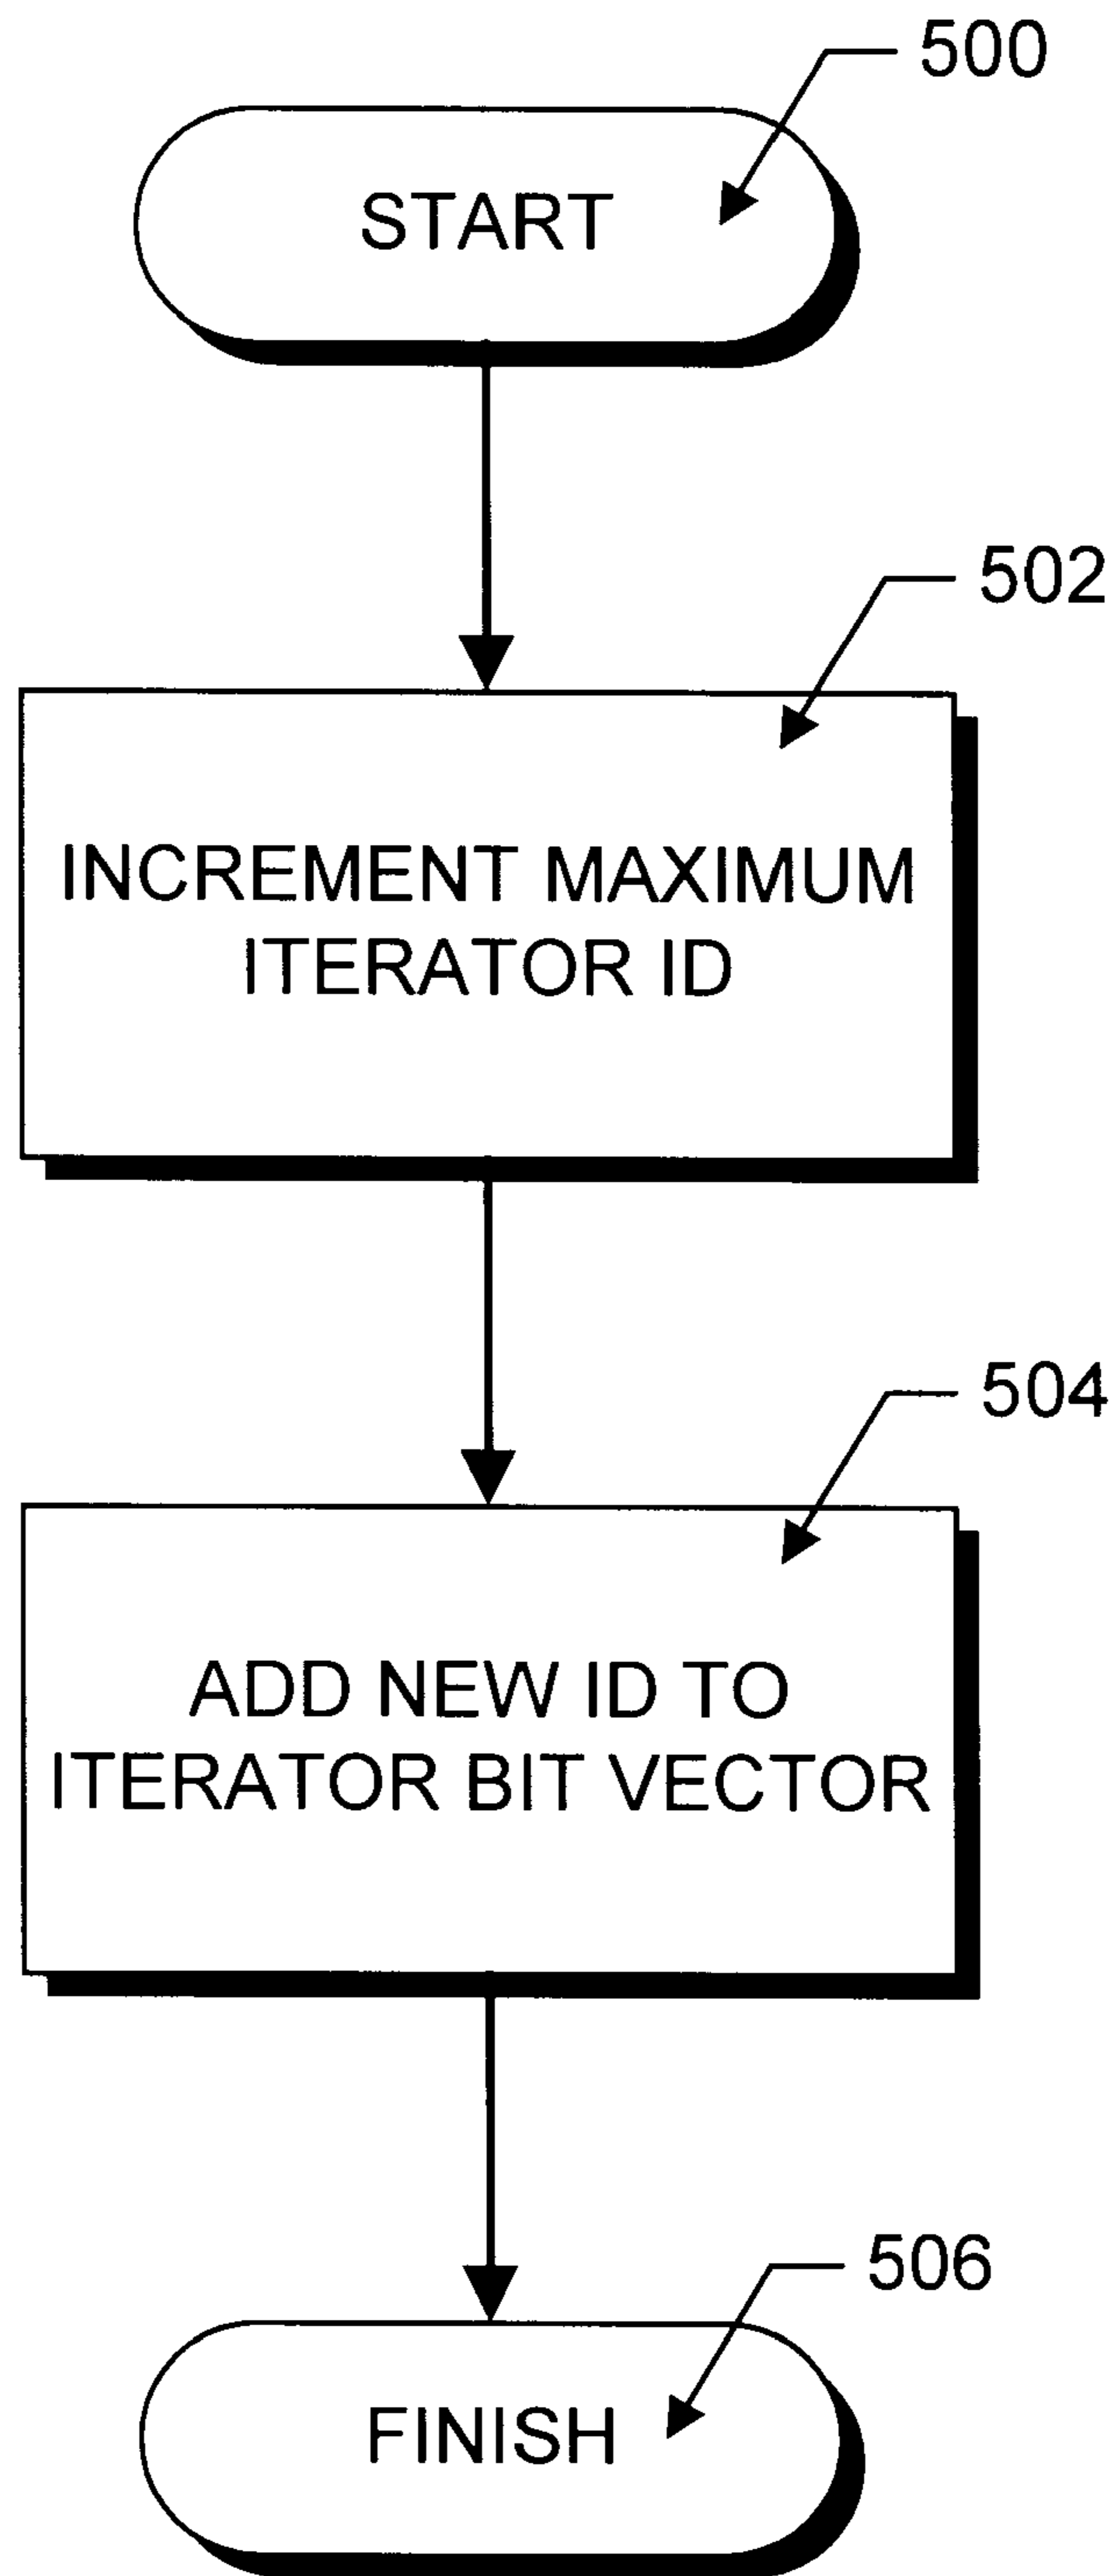 500
START
502
INCREMENT MAXIMUM
ITERATOR ID
504
ADD NEW ID TO
ITERATOR BIT VECTOR
506
FINISH